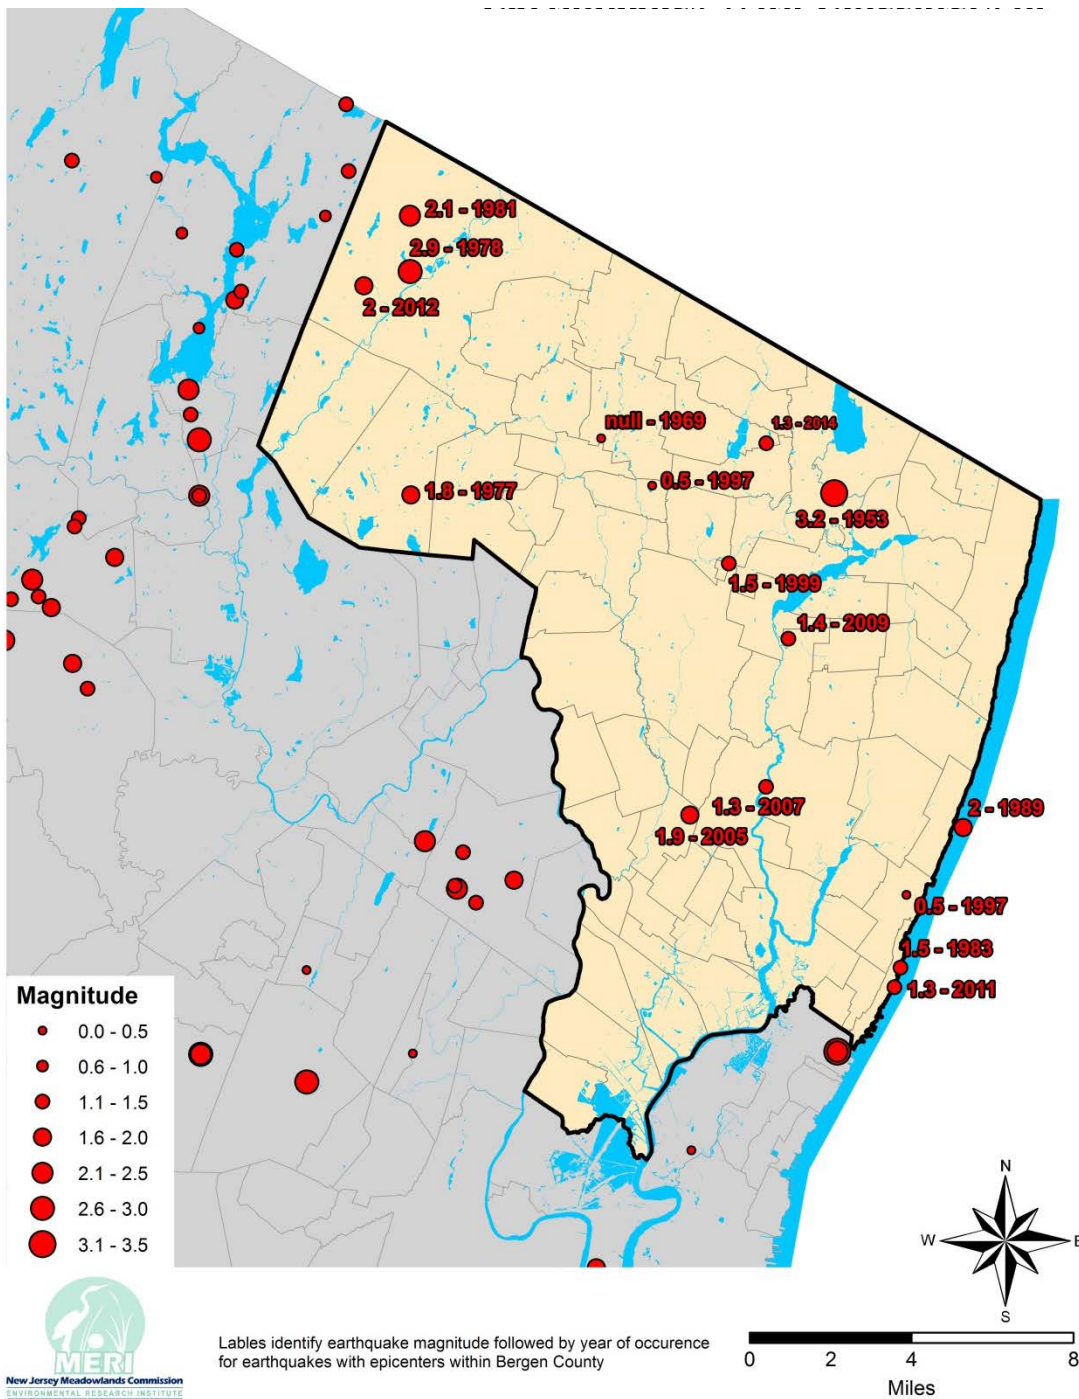 2.1 - 1981
2.9 - 1978
2 - 2012
null - 1969
1.3 - 2014
1.8 - 1977
0.5 - 1997
3.2 - 1953
1.5 - 1999
1.4 - 2009
1.3 - 2007
2 - 1989
1.9 - 2005
0.5 - 1997
1.5 - 1983
1.3 - 2011
Magnitude
0.0 - 0.5
0.6 - 1.0
1.1 - 1.5
1.6 - 2.0
2.1 - 2.5
2.6 - 3.0
3.1 - 3.5
N
W
E
S
MERI
New Jersey Meadowlands Commission
ENVIRONMENTAL RESEARCH INSTITUTE
Lables identify earthquake magnitude followed by year of occurence
for earthquakes with epicenters within Bergen County
0 2 4 8
Miles